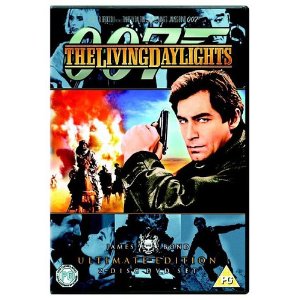 007
THE LIVING DAYLIGHTS
JAMES BOND
ULTIMATE EDITION
2-DISC DVD SET
PG